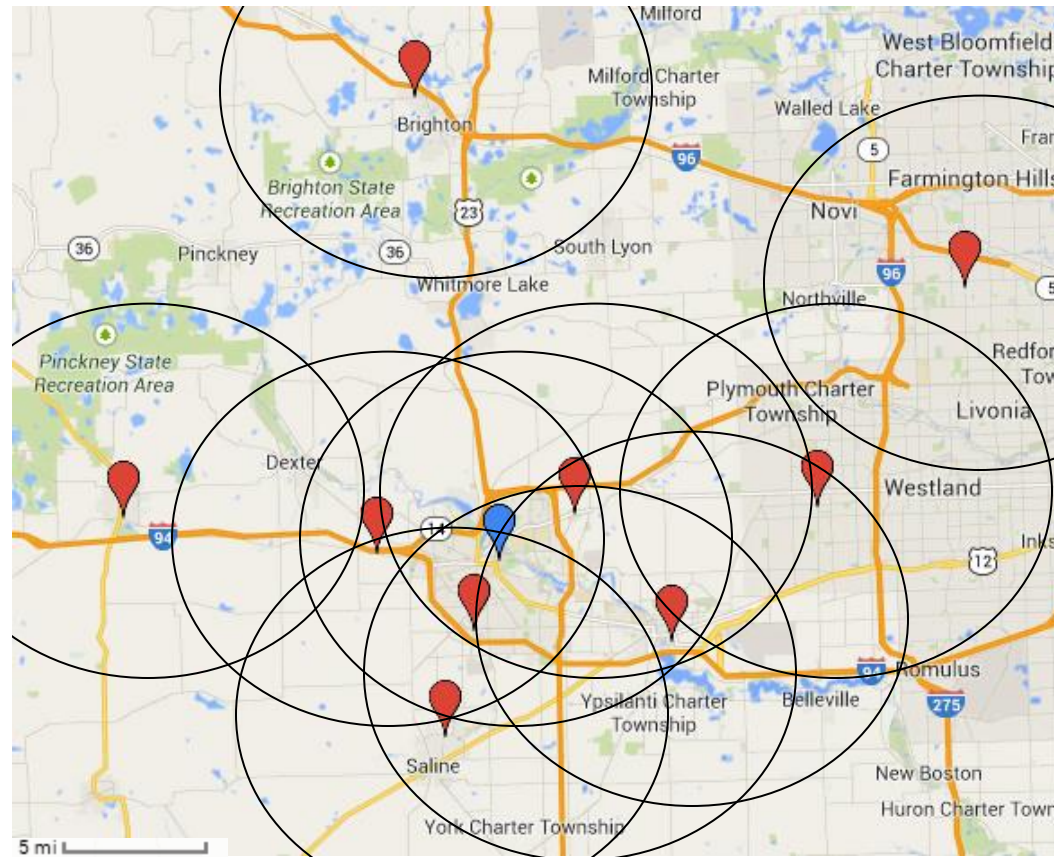 Milford
West Bloomfield
Charter Township
Milford Charter
Township
Walled Lake
Brighton
5
Fran
96
Farmington Hills
Brighton State
Recreation Area
Novi
23
36
Pinckney
36
South Lyon
96
Whitmore Lake
Northville
5
Pinckney State
Recreation Area
Redfor
Tow
Plymouth Charter
Township
Livonia
Dexter
Westland
94
14
Inks
12
Romulus
94
Ypsilanti Charter
Township
Belleville
275
Saline
New Boston
Huron Charter Town
York Charter Township
5 mi